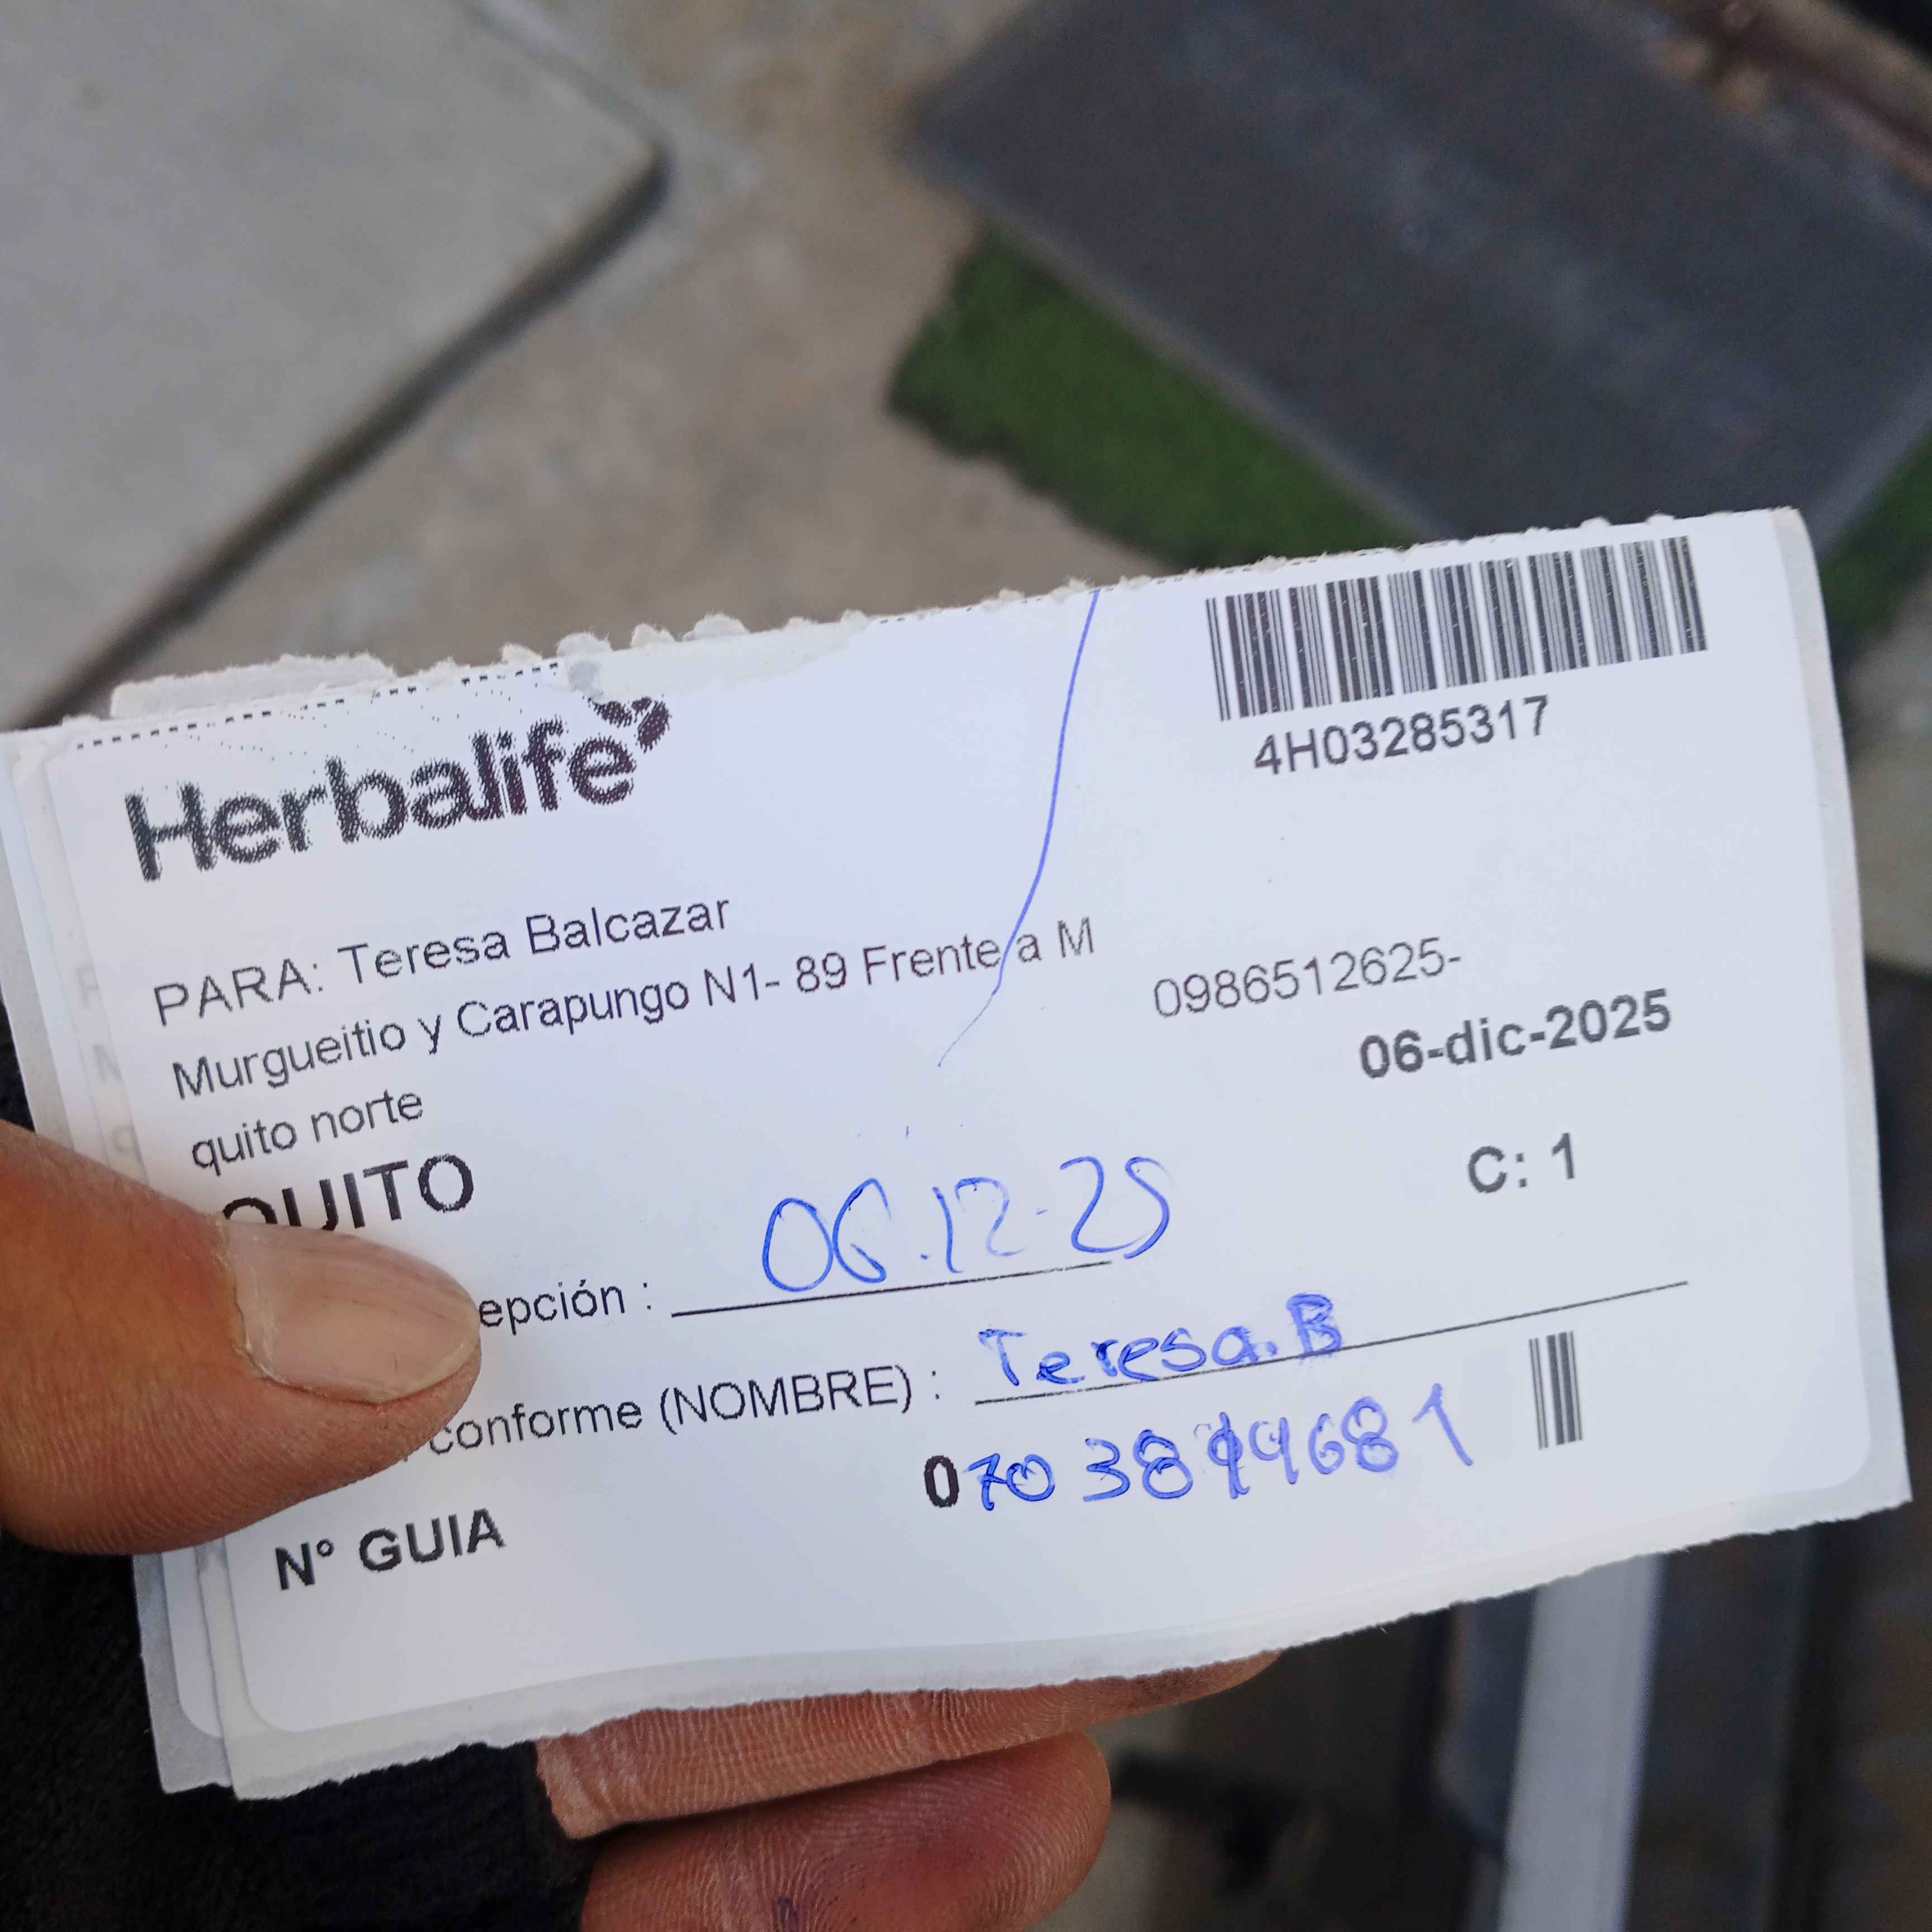 Herbalife
4H03285317
PARA: Teresa Balcazar
Murgueitio y Carapungo N1- 89 Frente a M
quito norte
0986512625-
06-dic-2025
QUITO
C: 1
epción : 06.12.25
conforme (NOMBRE) : Teresa.B
N° GUIA